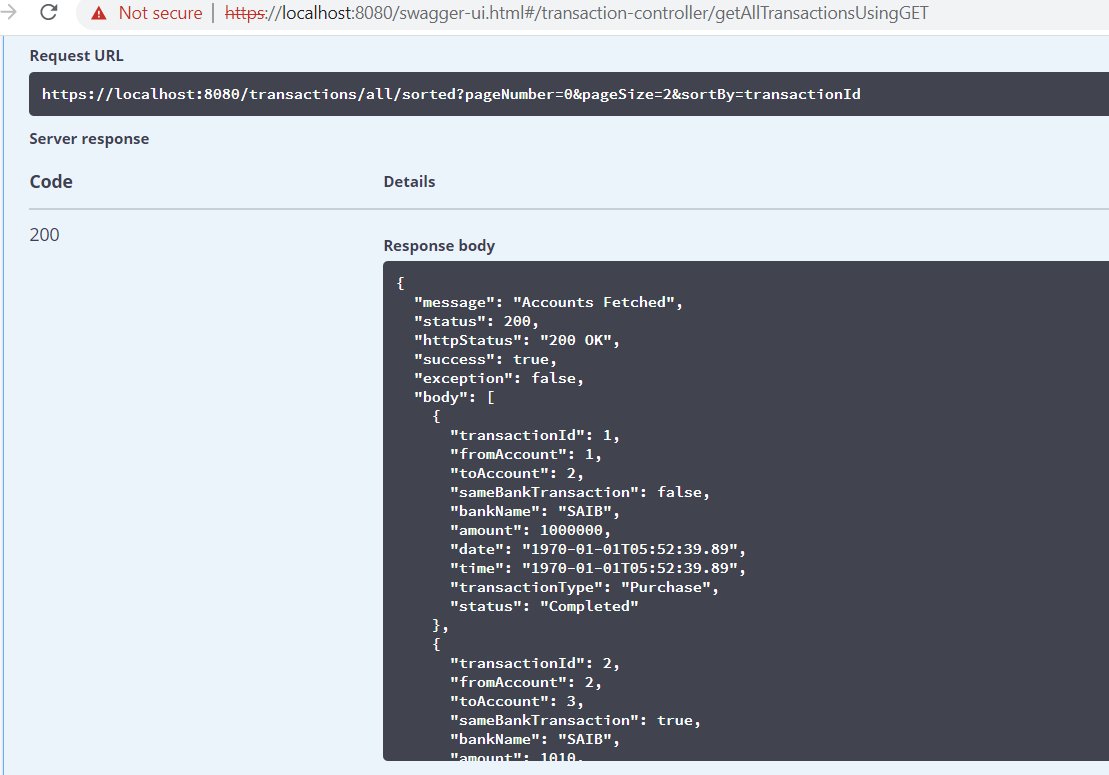 Not secure | https://localhost:8080/swagger-ui.html#/transaction-controller/getAllTransactionsUsingGET
Request URL
https://localhost:8080/transactions/all/sorted?pageNumber=0&pageSize=2&sortBy=transactionId
Server response
Code Details
200
Response body
{
  "message": "Accounts Fetched",
  "status": 200,
  "httpStatus": "200 OK",
  "success": true,
  "exception": false,
  "body": [
    {
      "transactionId": 1,
      "fromAccount": 1,
      "toAccount": 2,
      "sameBankTransaction": false,
      "bankName": "SAIB",
      "amount": 1000000,
      "date": "1970-01-01T05:52:39.89",
      "time": "1970-01-01T05:52:39.89",
      "transactionType": "Purchase",
      "status": "Completed"
    },
    {
      "transactionId": 2,
      "fromAccount": 2,
      "toAccount": 3,
      "sameBankTransaction": true,
      "bankName": "SAIB",
      "amount": 1010,